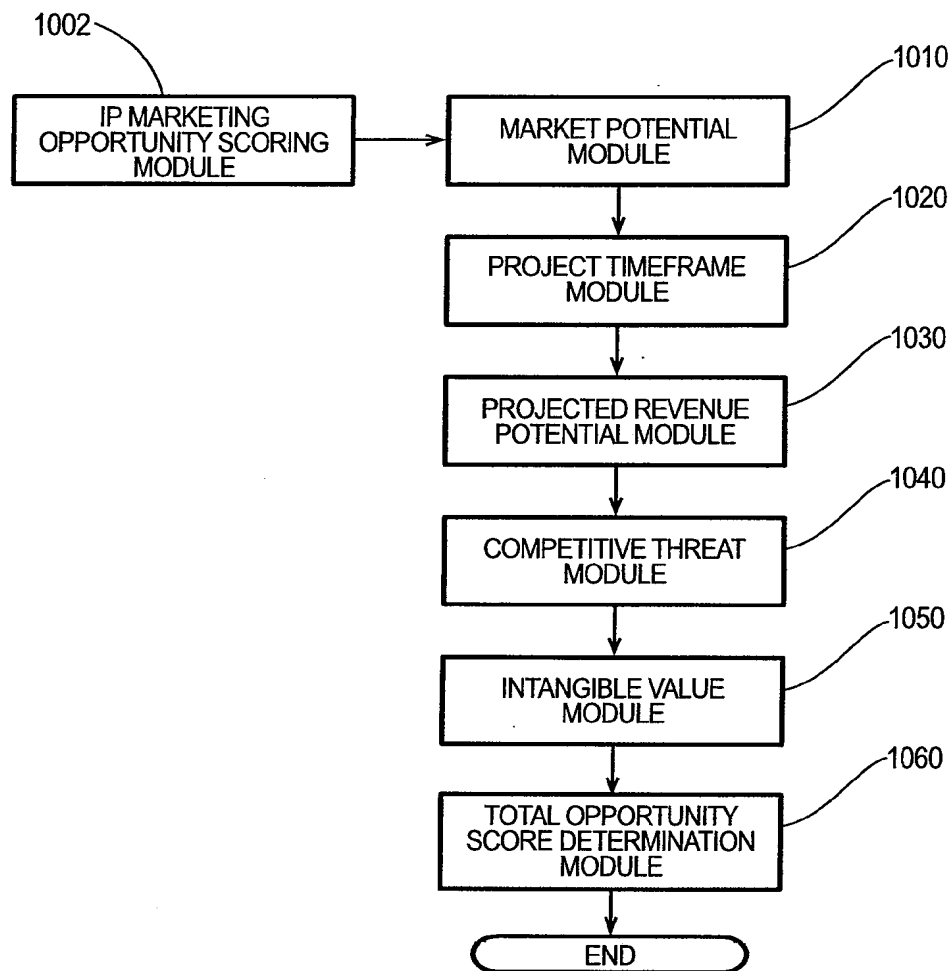 1002
IP MARKETING
OPPORTUNITY SCORING
MODULE
1010
MARKET POTENTIAL
MODULE
1020
PROJECT TIMEFRAME
MODULE
1030
PROJECTED REVENUE
POTENTIAL MODULE
1040
COMPETITIVE THREAT
MODULE
1050
INTANGIBLE VALUE
MODULE
1060
TOTAL OPPORTUNITY
SCORE DETERMINATION
MODULE
END